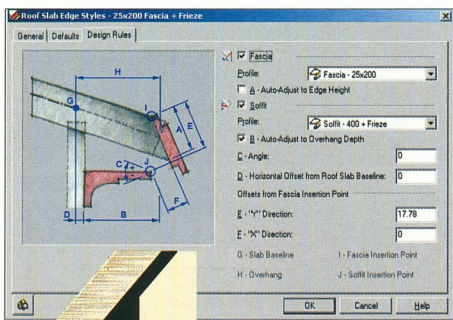 Roof Slab Edge Styles - 25x200 Fascia + Frieze
General Defaults Design Rules
H
G
I
A
E
C
J
F
D
B
Fascia
Profile: Fascia - 25x200
A - Auto-Adjust to Edge Height
Soffit
Profile: Soffit - 400 + Frieze
B - Auto-Adjust to Overhang Depth
C - Angle: 0
D - Horizontal Offset from Roof Slab Baseline: 0
Offsets from Fascia Insertion Point
E - "Y" Direction: 17.78
F - "X" Direction: 0
G - Slab Baseline I - Fascia Insertion Point
H - Overhang J - Soffit Insertion Point
OK Cancel Help